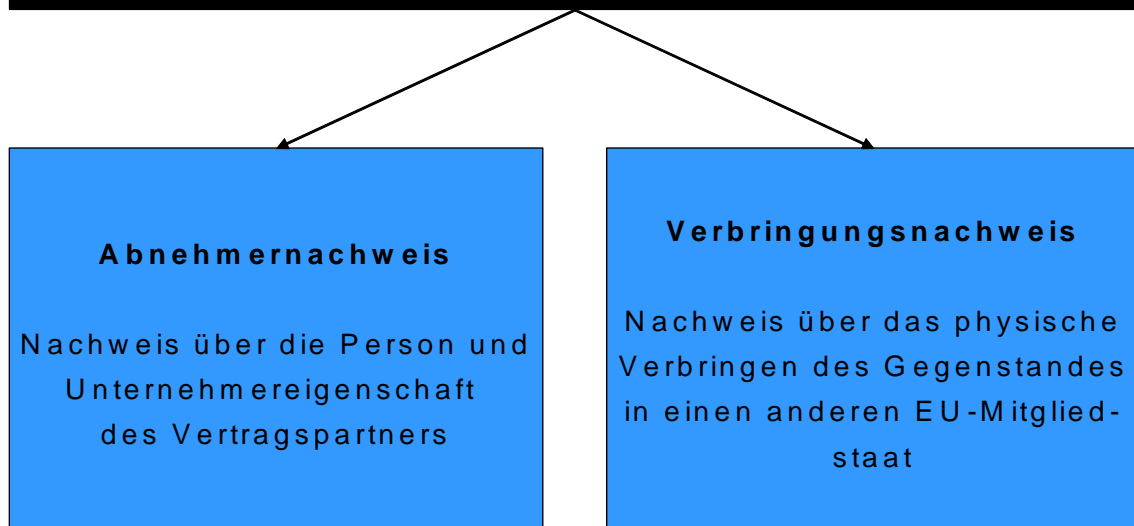 Abnehmernachweis
Nachweis über die Person und
Unternehmereigenschaft
des Vertragspartners
Verbringungsnachweis
Nachweis über das physische
Verbringen des Gegenstandes
in einen anderen EU-Mitglied-
staat